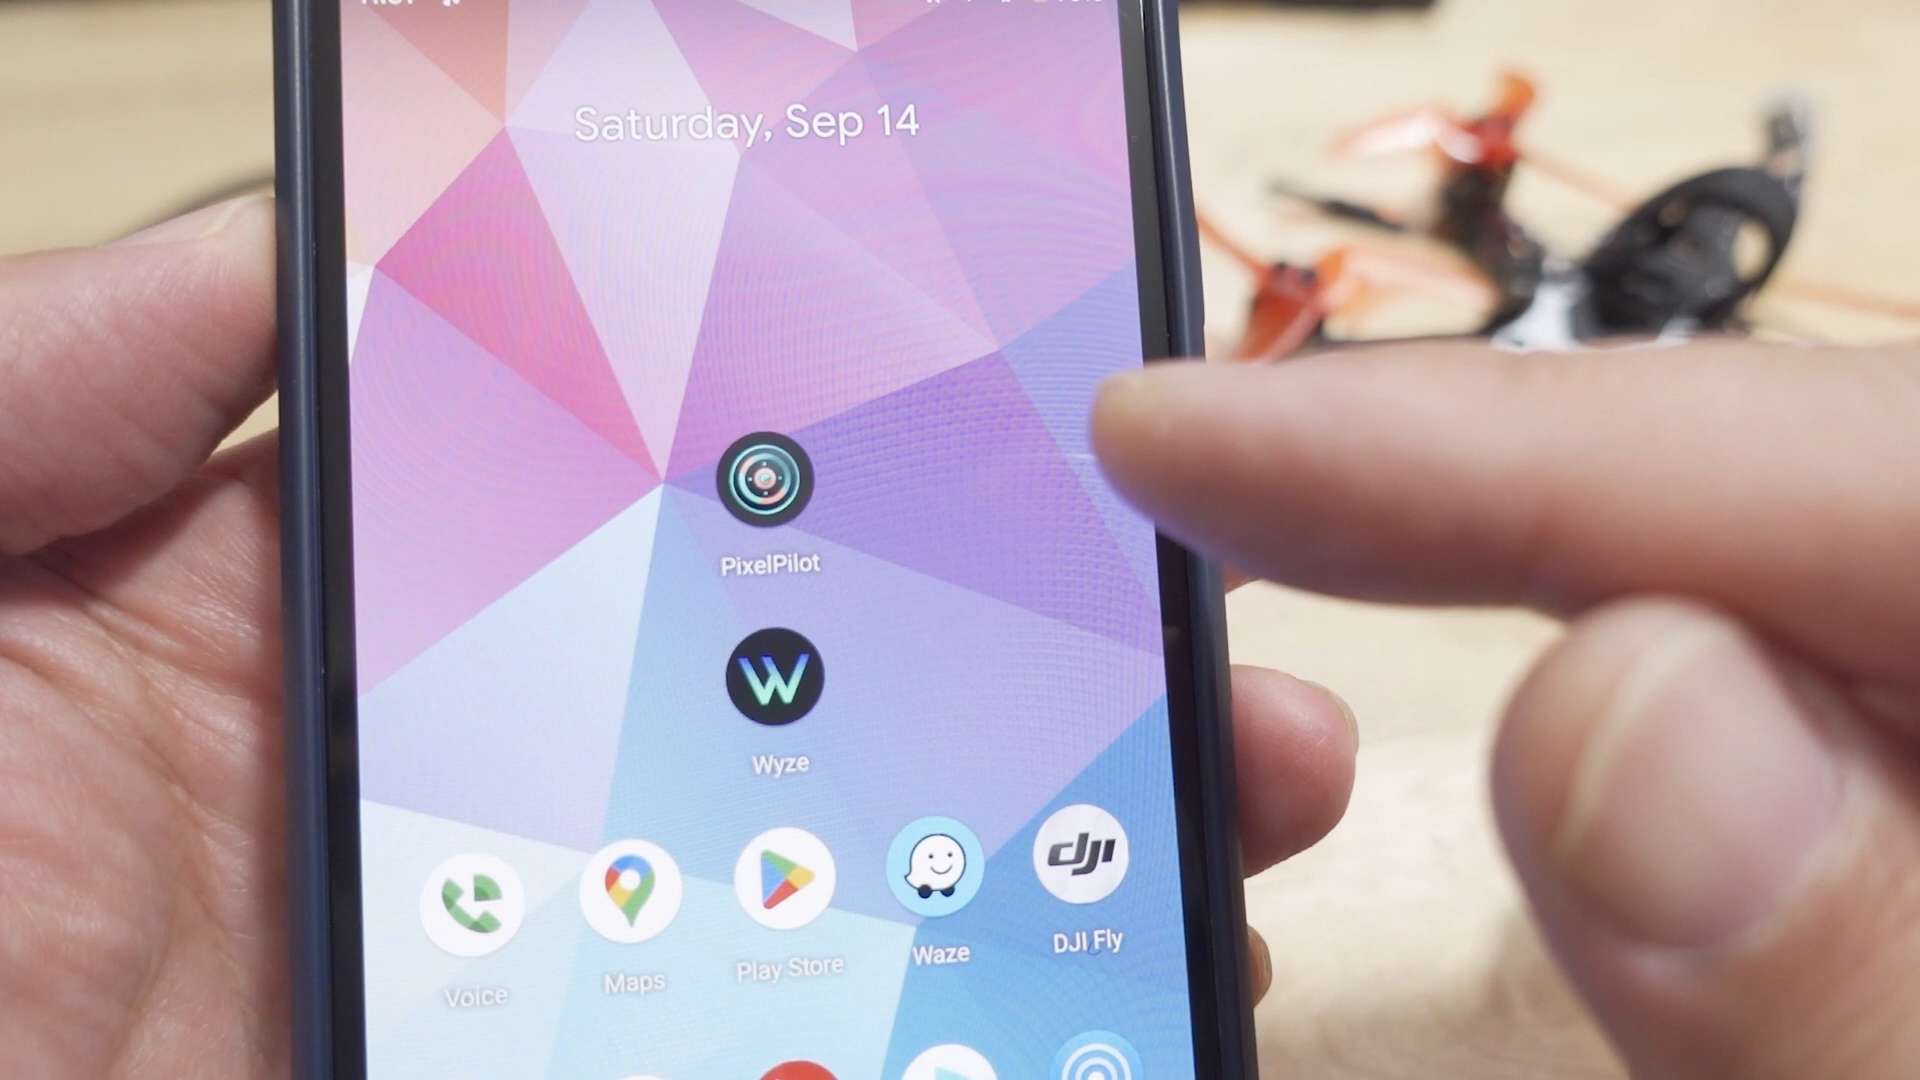 Saturday, Sep 14
PixelPilot
W
Wyze
dji
Voice
Maps
Play Store
Waze
DJI Fly